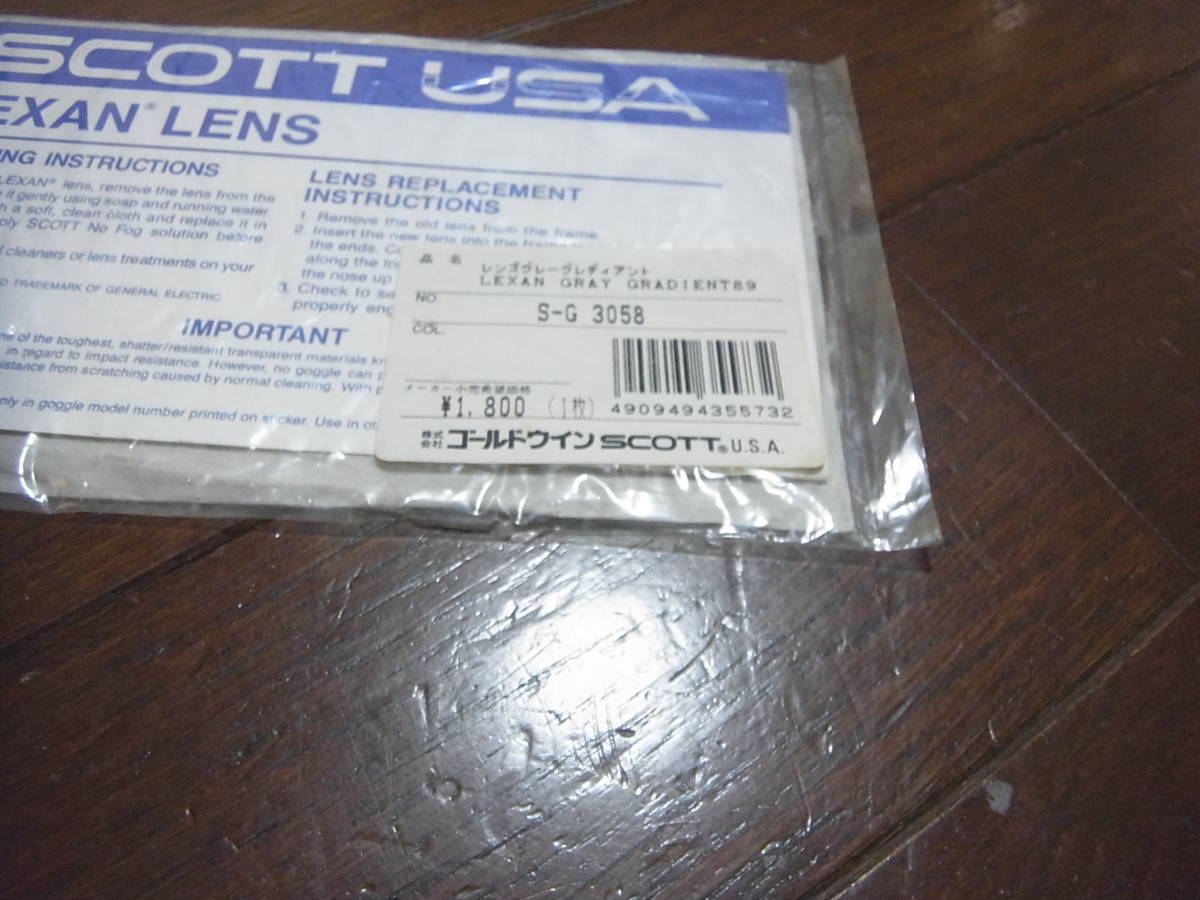 SCOTT USA
EXAN® LENS
NG INSTRUCTIONS
LEXAN® lens, remove the lens from the
it gently using soap and running water.
h a soft, clean cloth and replace it in
ply SCOTT No Fog solution before
l cleaners or lens treatments on your
D TRADEMARK OF GENERAL ELECTRIC.
LENS REPLACEMENT
INSTRUCTIONS
1. Remove the old lens from the frame.
2. Insert the new lens into the frame
the ends.
along the to
the nose up
3. Check to se
properly eng
IMPORTANT
ne of the toughest, shatter/resistant transparent materials kn
in regard to impact resistance. However, no goggle can p
istance from scratching caused by normal cleaning. With p
nly in goggle model number printed on sticker. Use in ot
品 名
レンズグレーグレディアント
LEXAN GRAY GRADIENT89
NO.
S-G 3058
COL.
メーカー小売希望価格
¥1,800 (1枚)
4909494355732
株式会社 ゴールドウイン SCOTT® U.S.A.